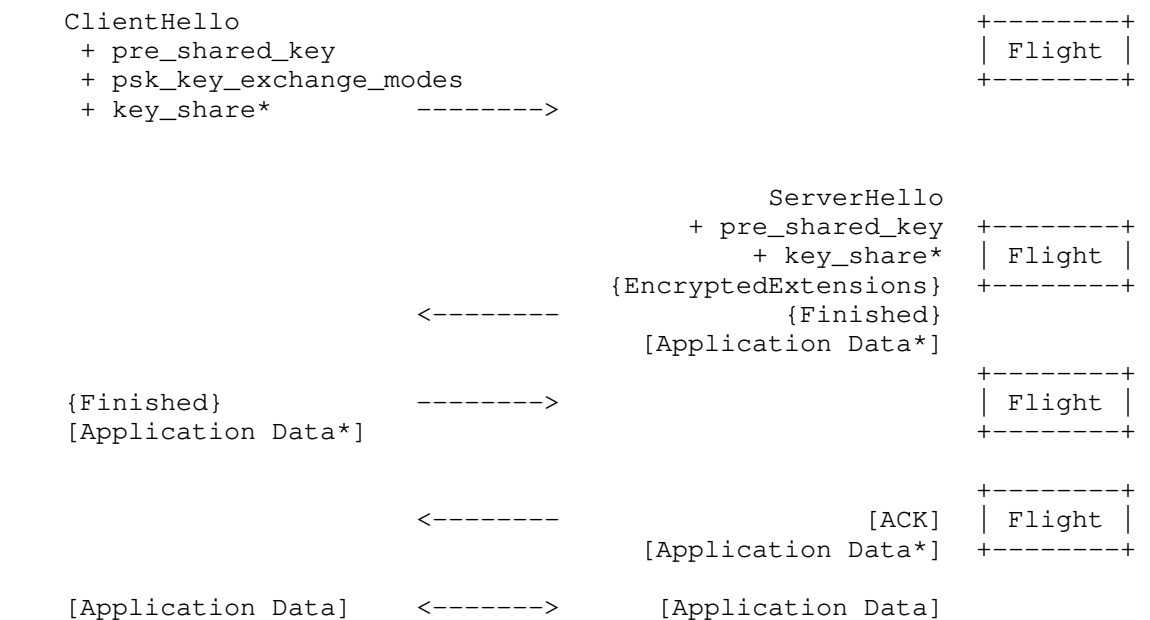 ClientHello                                              +--------+
 + pre_shared_key                                        | Flight |
 + psk_key_exchange_modes                                +--------+
 + key_share*         -------->

                                            ServerHello
                                       + pre_shared_key  +--------+
                                           + key_share*  | Flight |
                                  {EncryptedExtensions}  +--------+
                      <--------              {Finished}
                                    [Application Data*]
                                                         +--------+
{Finished}            -------->                          | Flight |
[Application Data*]                                      +--------+

                                                         +--------+
                      <--------                   [ACK]  | Flight |
                                    [Application Data*]  +--------+

[Application Data]    <------->      [Application Data]